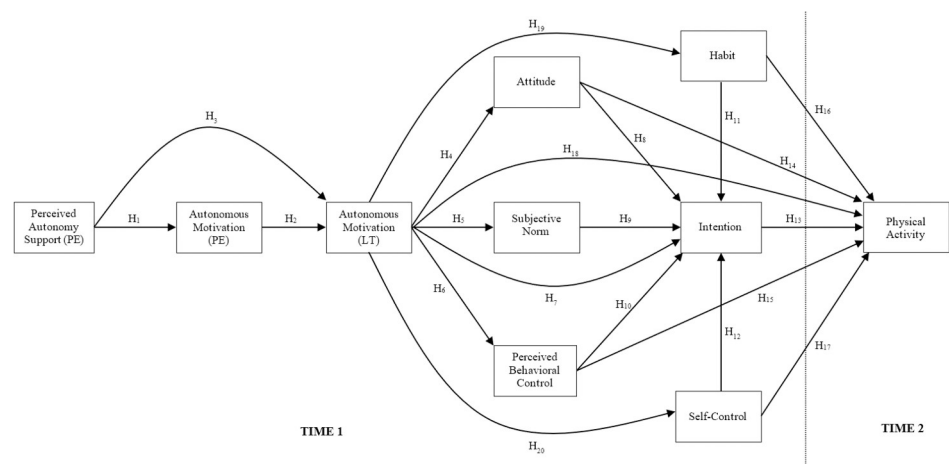 H19
Habit
H16
Attitude
H3
H11
H8
H4
H18
H14
Perceived
Autonomy
Support (PE)
H1
Autonomous
Motivation
(PE)
H2
Autonomous
Motivation
(LT)
H5
Subjective
Norm
H9
Intention
H13
Physical
Activity
H6
H7
H10
H15
H12
H17
Perceived
Behavioral
Control
Self-Control
TIME 1
H20
TIME 2